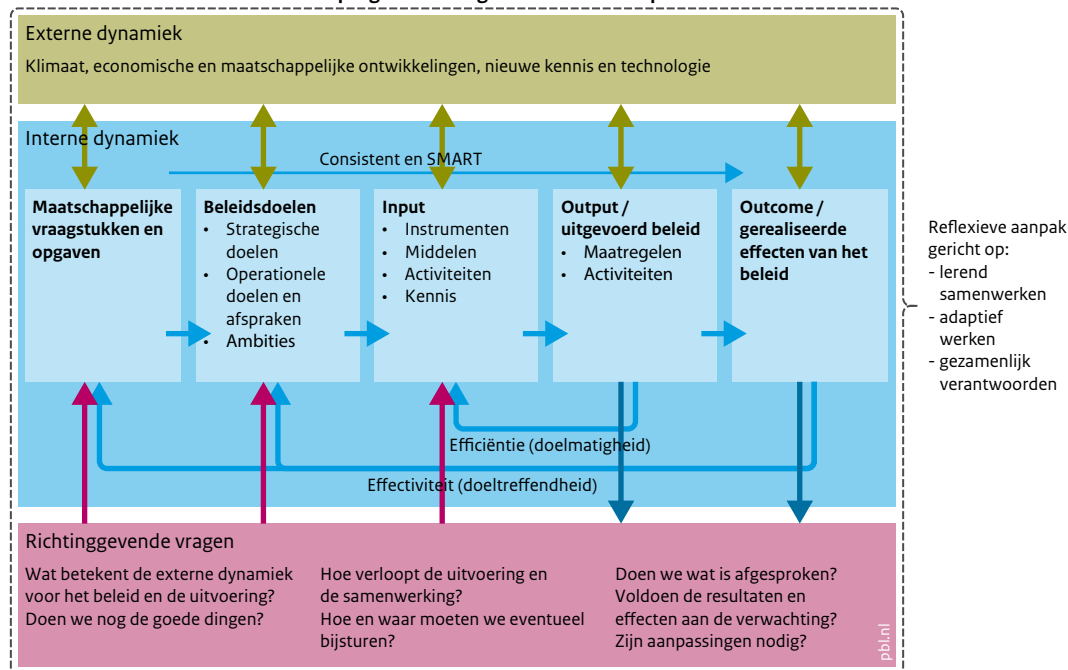 Externe dynamiek
Klimaat, economische en maatschappelijke ontwikkelingen, nieuwe kennis en technologie
Interne dynamiek
Consistent en SMART
Maatschappelijke
vraagstukken en
opgaven
Beleidsdoelen
• Strategische
doelen
• Operationele
doelen en
afspraken
• Ambities
Input
• Instrumenten
• Middelen
• Activiteiten
• Kennis
Output /
uitgevoerd beleid
• Maatregelen
• Activiteiten
Outcome /
gerealiseerde
effecten van het
beleid
Efficiëntie (doelmatigheid)
Effectiviteit (doeltreffendheid)
Reflexieve aanpak
gericht op:
- lerend
samenwerken
- adaptief
werken
- gezamenlijk
verantwoorden
Richtinggevende vragen
Wat betekent de externe dynamiek
voor het beleid en de uitvoering?
Doen we nog de goede dingen?
Hoe verloopt de uitvoering en
de samenwerking?
Hoe en waar moeten we eventueel
bijsturen?
Doen we wat is afgesproken?
Voldoen de resultaten en
effecten aan de verwachting?
Zijn aanpassingen nodig?
pbl.nl